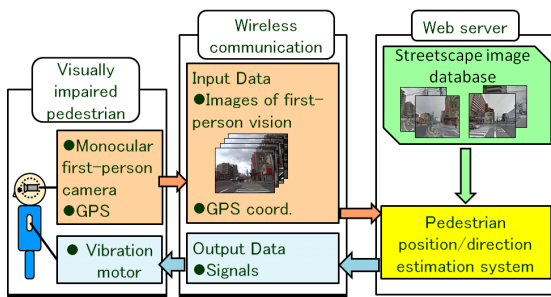 Visually
impaired
pedestrian
●Monocular
first-person
camera
●GPS
● Vibration
motor
Wireless
communication
Input Data
●Images of first-
person vision
●GPS coord.
Output Data
●Signals
Web server
Streetscape image
database
Pedestrian
position/direction
estimation system